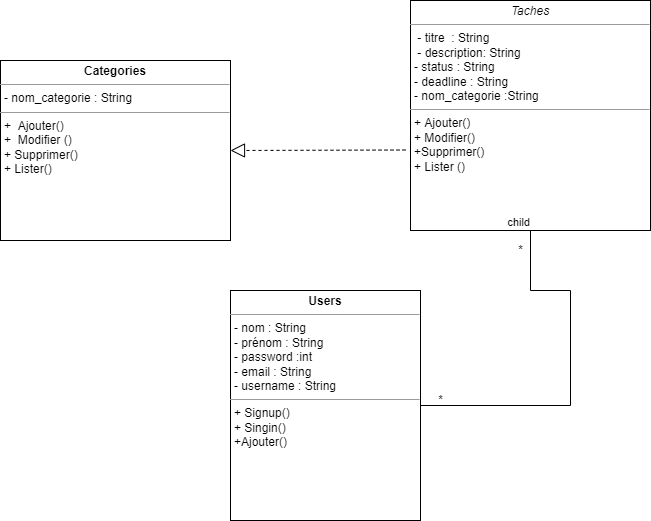 Taches
- titre  : String
- description: String
- status : String
- deadline : String
- nom_categorie :String
+ Ajouter()
+ Modifier()
+Supprimer()
+ Lister ()
child
*
Categories
- nom_categorie : String
+  Ajouter()
+  Modifier ()
+ Supprimer()
+ Lister()
Users
- nom : String
- prénom : String
- password :int
- email : String
- username : String
+ Signup()
+ Singin()
+Ajouter()
*